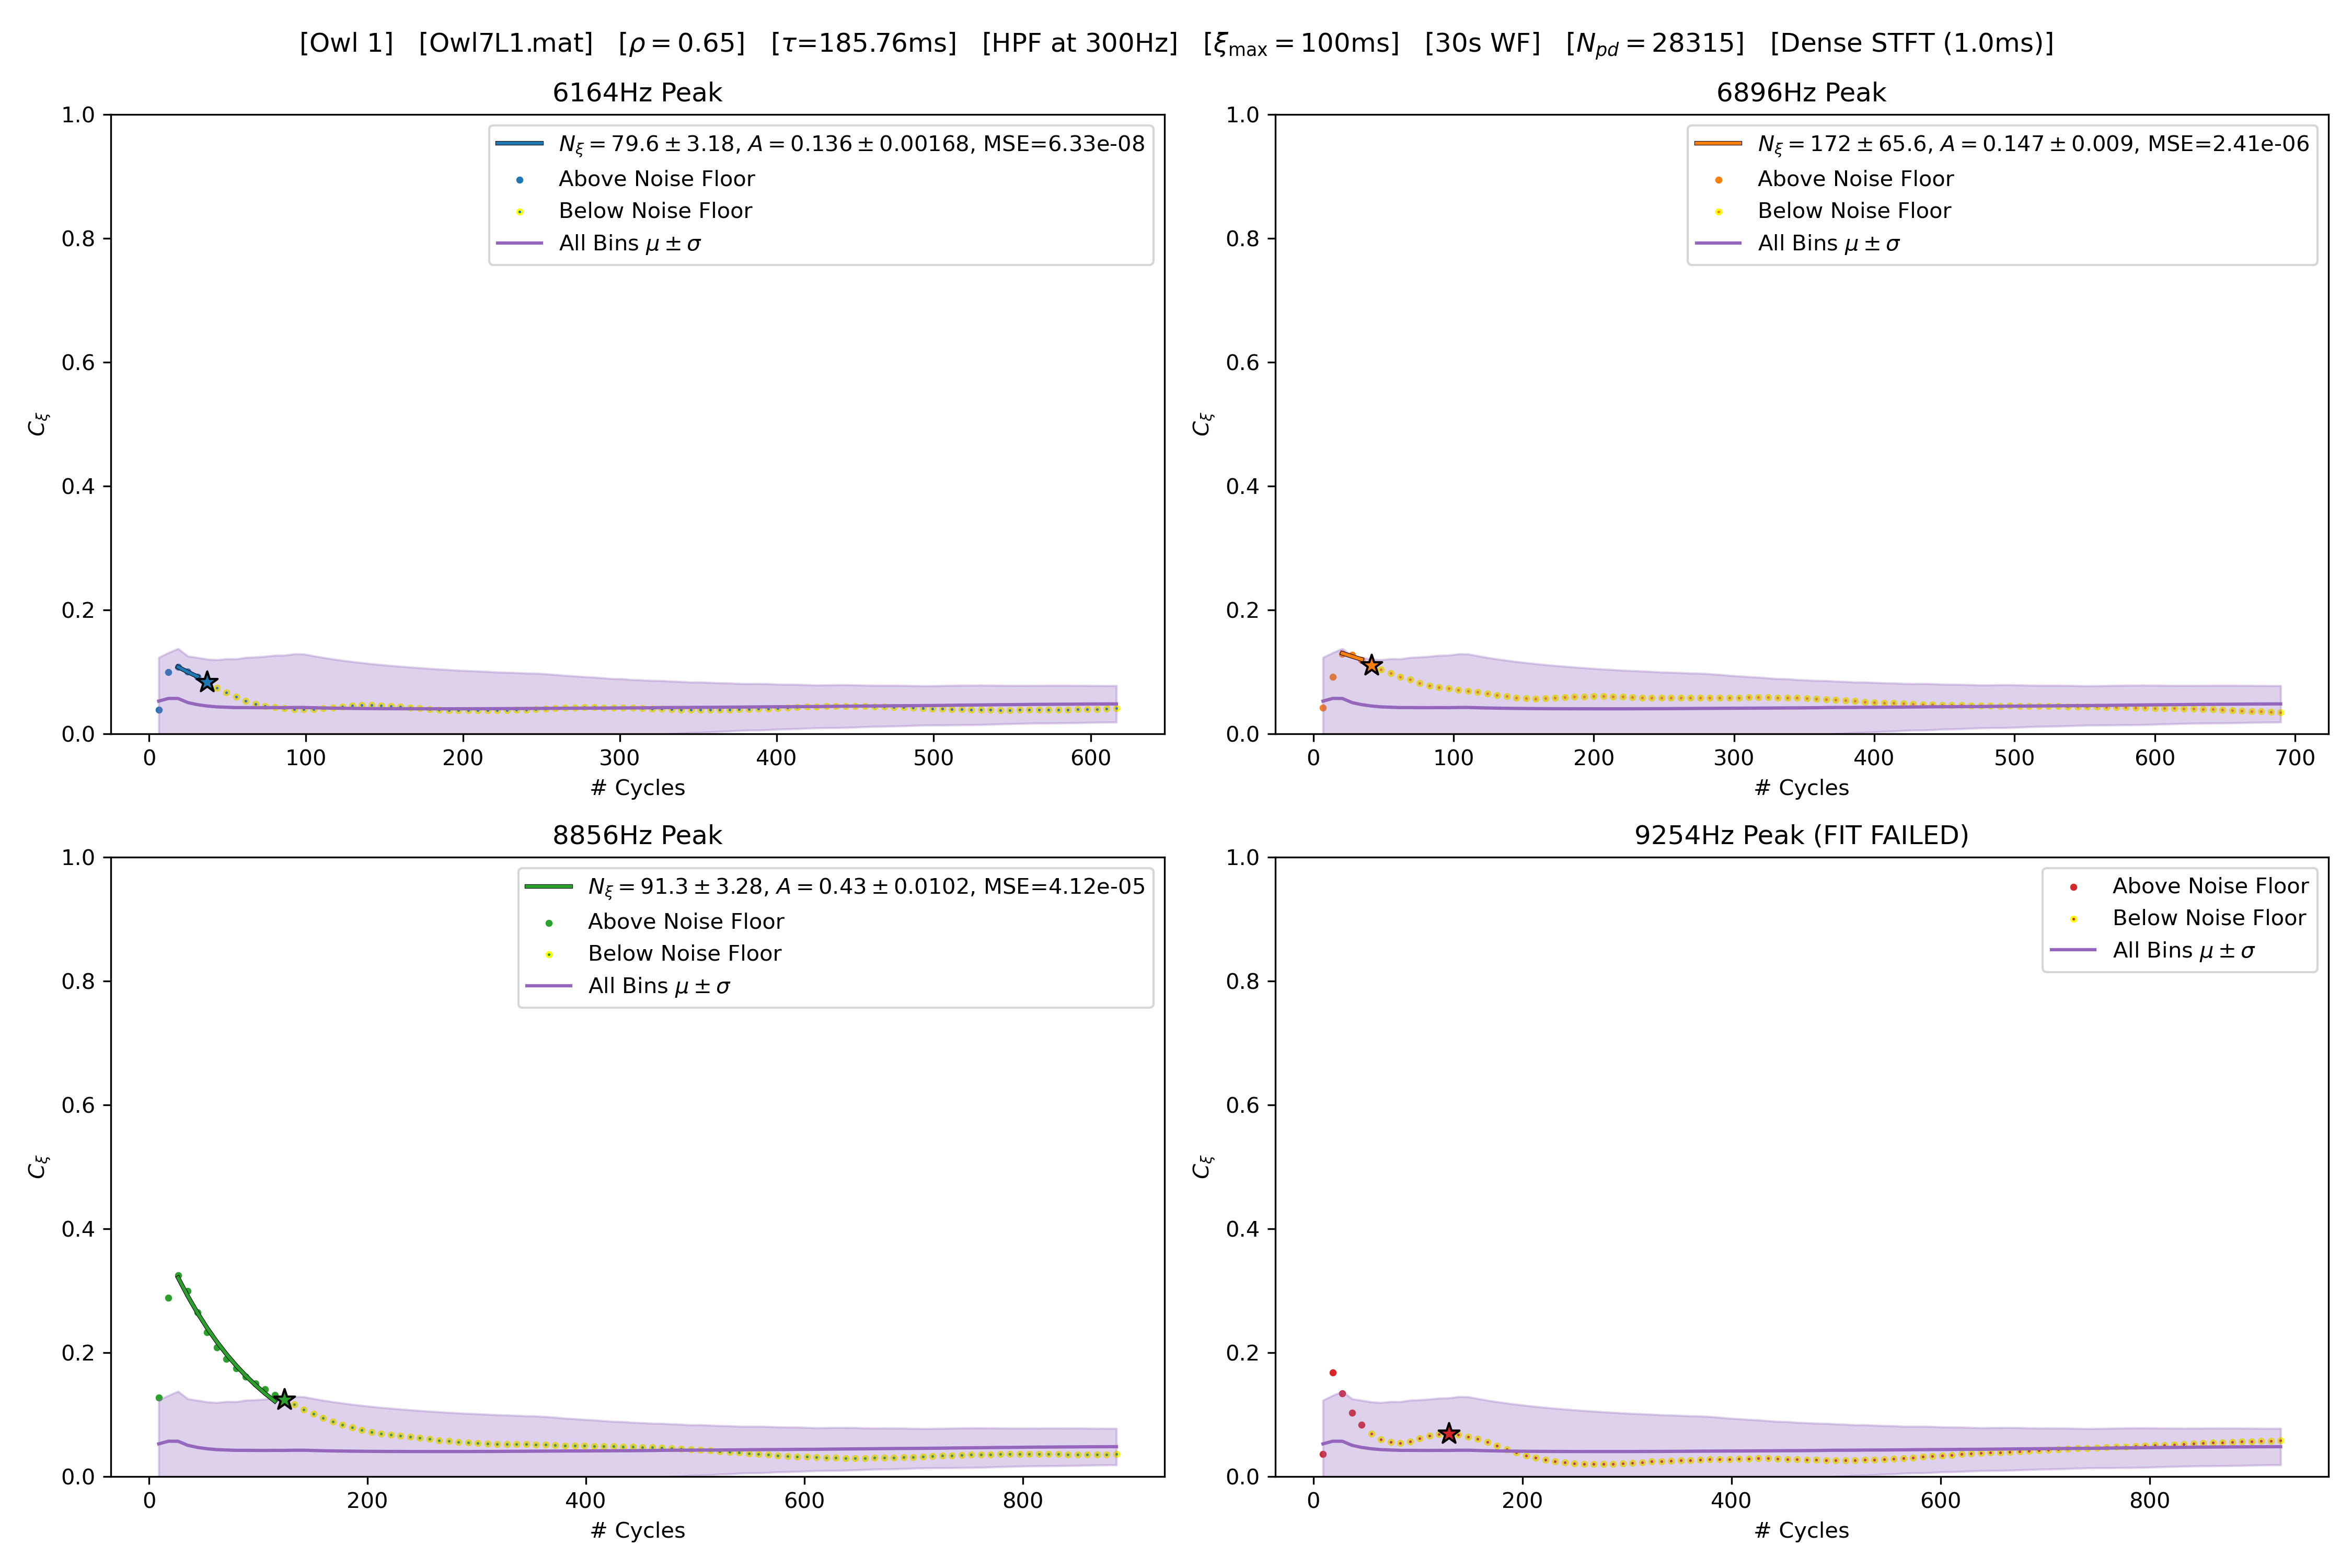 [Owl 1] [Owl7L1.mat] [ρ = 0.65] [τ=185.76ms] [HPF at 300Hz] [ξmax = 100ms] [30s WF] [Npd = 28315] [Dense STFT (1.0ms)]
6164Hz Peak
Nξ = 79.6 ± 3.18, A = 0.136 ± 0.00168, MSE=6.33e-08
Above Noise Floor
Below Noise Floor
All Bins μ ± σ
1.0
0.8
0.6
0.4
0.2
0.0
Cξ
0 100 200 300 400 500 600
# Cycles
6896Hz Peak
Nξ = 172 ± 65.6, A = 0.147 ± 0.009, MSE=2.41e-06
Above Noise Floor
Below Noise Floor
All Bins μ ± σ
1.0
0.8
0.6
0.4
0.2
0.0
Cξ
0 100 200 300 400 500 600 700
# Cycles
8856Hz Peak
Nξ = 91.3 ± 3.28, A = 0.43 ± 0.0102, MSE=4.12e-05
Above Noise Floor
Below Noise Floor
All Bins μ ± σ
1.0
0.8
0.6
0.4
0.2
0.0
Cξ
0 200 400 600 800
# Cycles
9254Hz Peak (FIT FAILED)
Above Noise Floor
Below Noise Floor
All Bins μ ± σ
1.0
0.8
0.6
0.4
0.2
0.0
Cξ
0 200 400 600 800
# Cycles